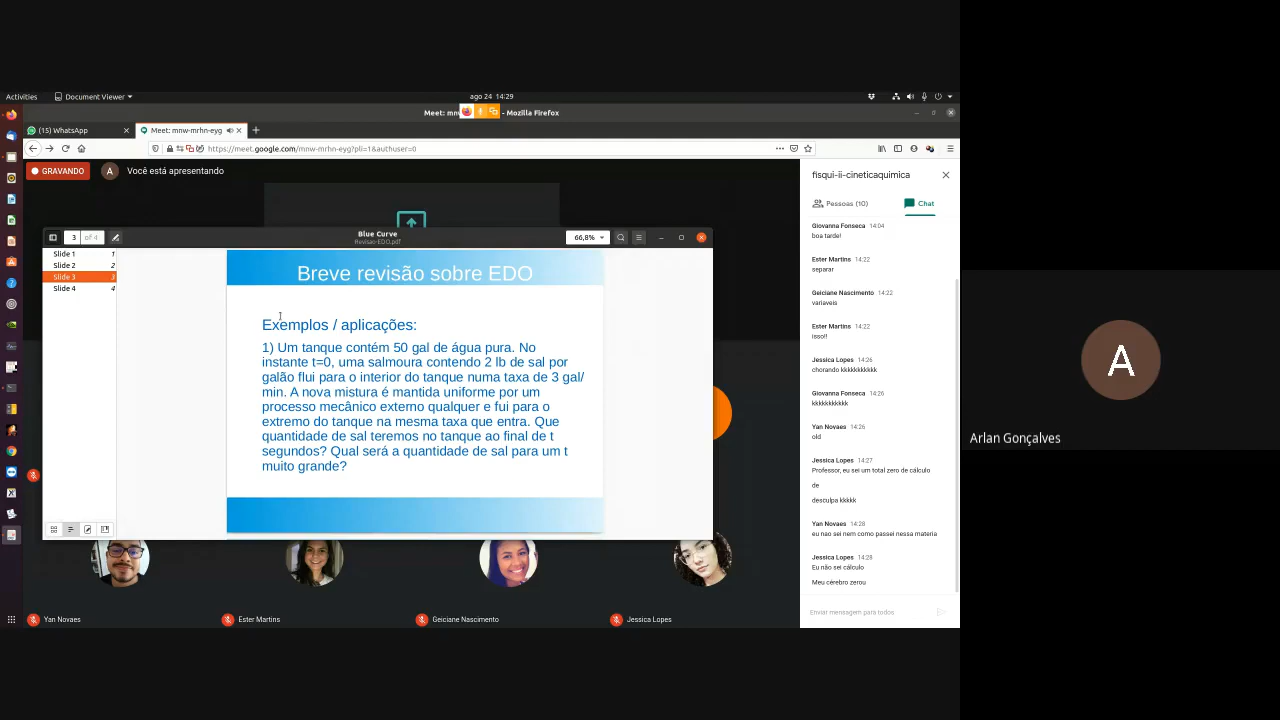 Activities
Document Viewer
ago 24 14:29
Meet: mnw
- Mozilla Firefox
(15) WhatsApp
Meet: mnw-mrhn-eyg
https://meet.google.com/mnw-mrhn-eyg?pli=1&authuser=0
GRAVANDO
A
Você está apresentando
fisqui-ii-cineticaquimica
Pessoas (10)
Chat
Giovanna Fonseca 14:04
boa tarde!
Ester Martins 14:22
separar
Geiciane Nascimento 14:22
variaveis
Ester Martins 14:22
isso!!
Jessica Lopes 14:26
chorando kkkkkkkkkkk
Giovanna Fonseca 14:26
kkkkkkkkkkk
Yan Novaes 14:26
old
Jessica Lopes 14:27
Professor, eu sei um total zero de cálculo
de
desculpa kkkkk
Yan Novaes 14:28
eu nao sei nem como passei nessa materia
Jessica Lopes 14:28
Eu não sei cálculo
Meu cérebro zerou
Enviar mensagem para todos
3 of 4
Blue Curve
Revisao-EDO.pdf
66,8%
Slide 1 1
Slide 2 2
Slide 3 3
Slide 4 4
Breve revisão sobre EDO
Exemplos / aplicações:
1) Um tanque contém 50 gal de água pura. No
instante t=0, uma salmoura contendo 2 lb de sal por
galão flui para o interior do tanque numa taxa de 3 gal/
min. A nova mistura é mantida uniforme por um
processo mecânico externo qualquer e fui para o
extremo do tanque na mesma taxa que entra. Que
quantidade de sal teremos no tanque ao final de t
segundos? Qual será a quantidade de sal para um t
muito grande?
Yan Novaes
Ester Martins
Geiciane Nascimento
Jessica Lopes
A
Arlan Gonçalves